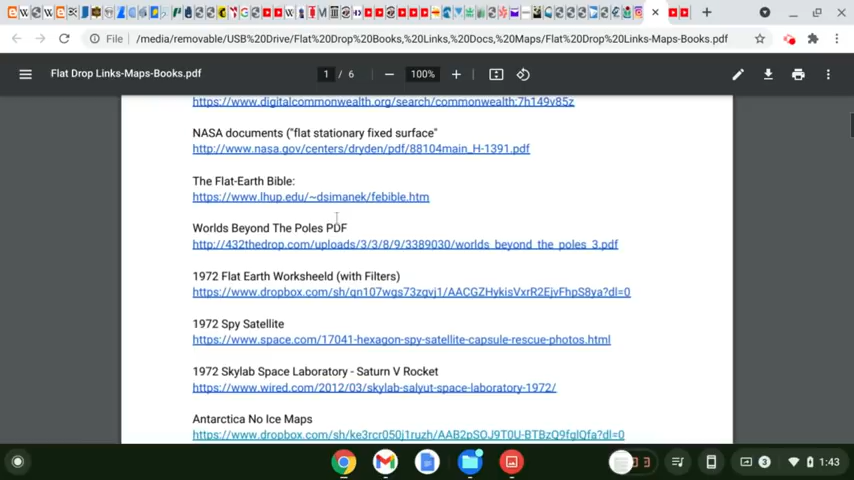 File
/media/removable/USB%20Drive/Flat%20Drop%20Books,%20Links,%20Docs,%20Maps/Flat%20Drop%20Links-Maps-Books.pdf
Flat Drop Links-Maps-Books.pdf
1 / 6
100%
https://www.digitalcommonwealth.org/search/commonwealth:7h149v85z
NASA documents ("flat stationary fixed surface"
http://www.nasa.gov/centers/dryden/pdf/88104main_H-1391.pdf
The Flat-Earth Bible:
https://www.lhup.edu/~dsimanek/febible.htm
Worlds Beyond The Poles PDF
http://432thedrop.com/uploads/3/3/8/9/3389030/worlds_beyond_the_poles_3.pdf
1972 Flat Earth Worksheeld (with Filters)
https://www.dropbox.com/sh/qn107wgs73zgvj1/AACGZHykisVxrR2EjvFhpS8ya?dl=0
1972 Spy Satellite
https://www.space.com/17041-hexagon-spy-satellite-capsule-rescue-photos.html
1972 Skylab Space Laboratory - Saturn V Rocket
https://www.wired.com/2012/03/skylab-salyut-space-laboratory-1972/
Antarctica No Ice Maps
https://www.dropbox.com/sh/ke3rcr050j1ruzh/AAB2pSOJ9T0U-BTBzQ9fgIQfa?dl=0
3
1:43